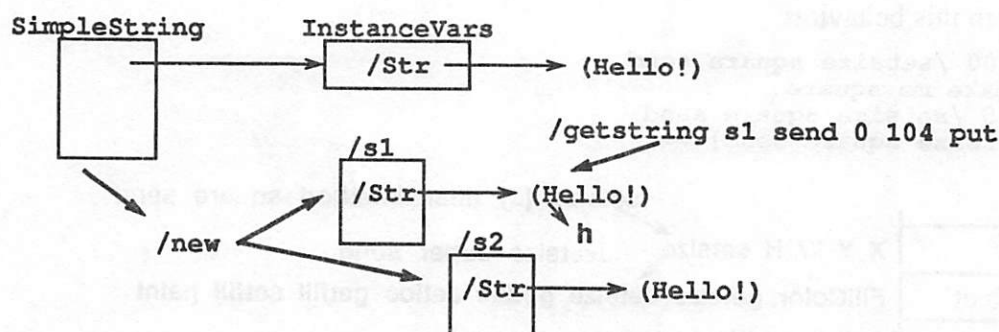 SimpleString InstanceVars
/Str (Hello!)
/getstring s1 send 0 104 put
/s1
/Str (Hello!)
h
/new
/s2
/Str (Hello!)